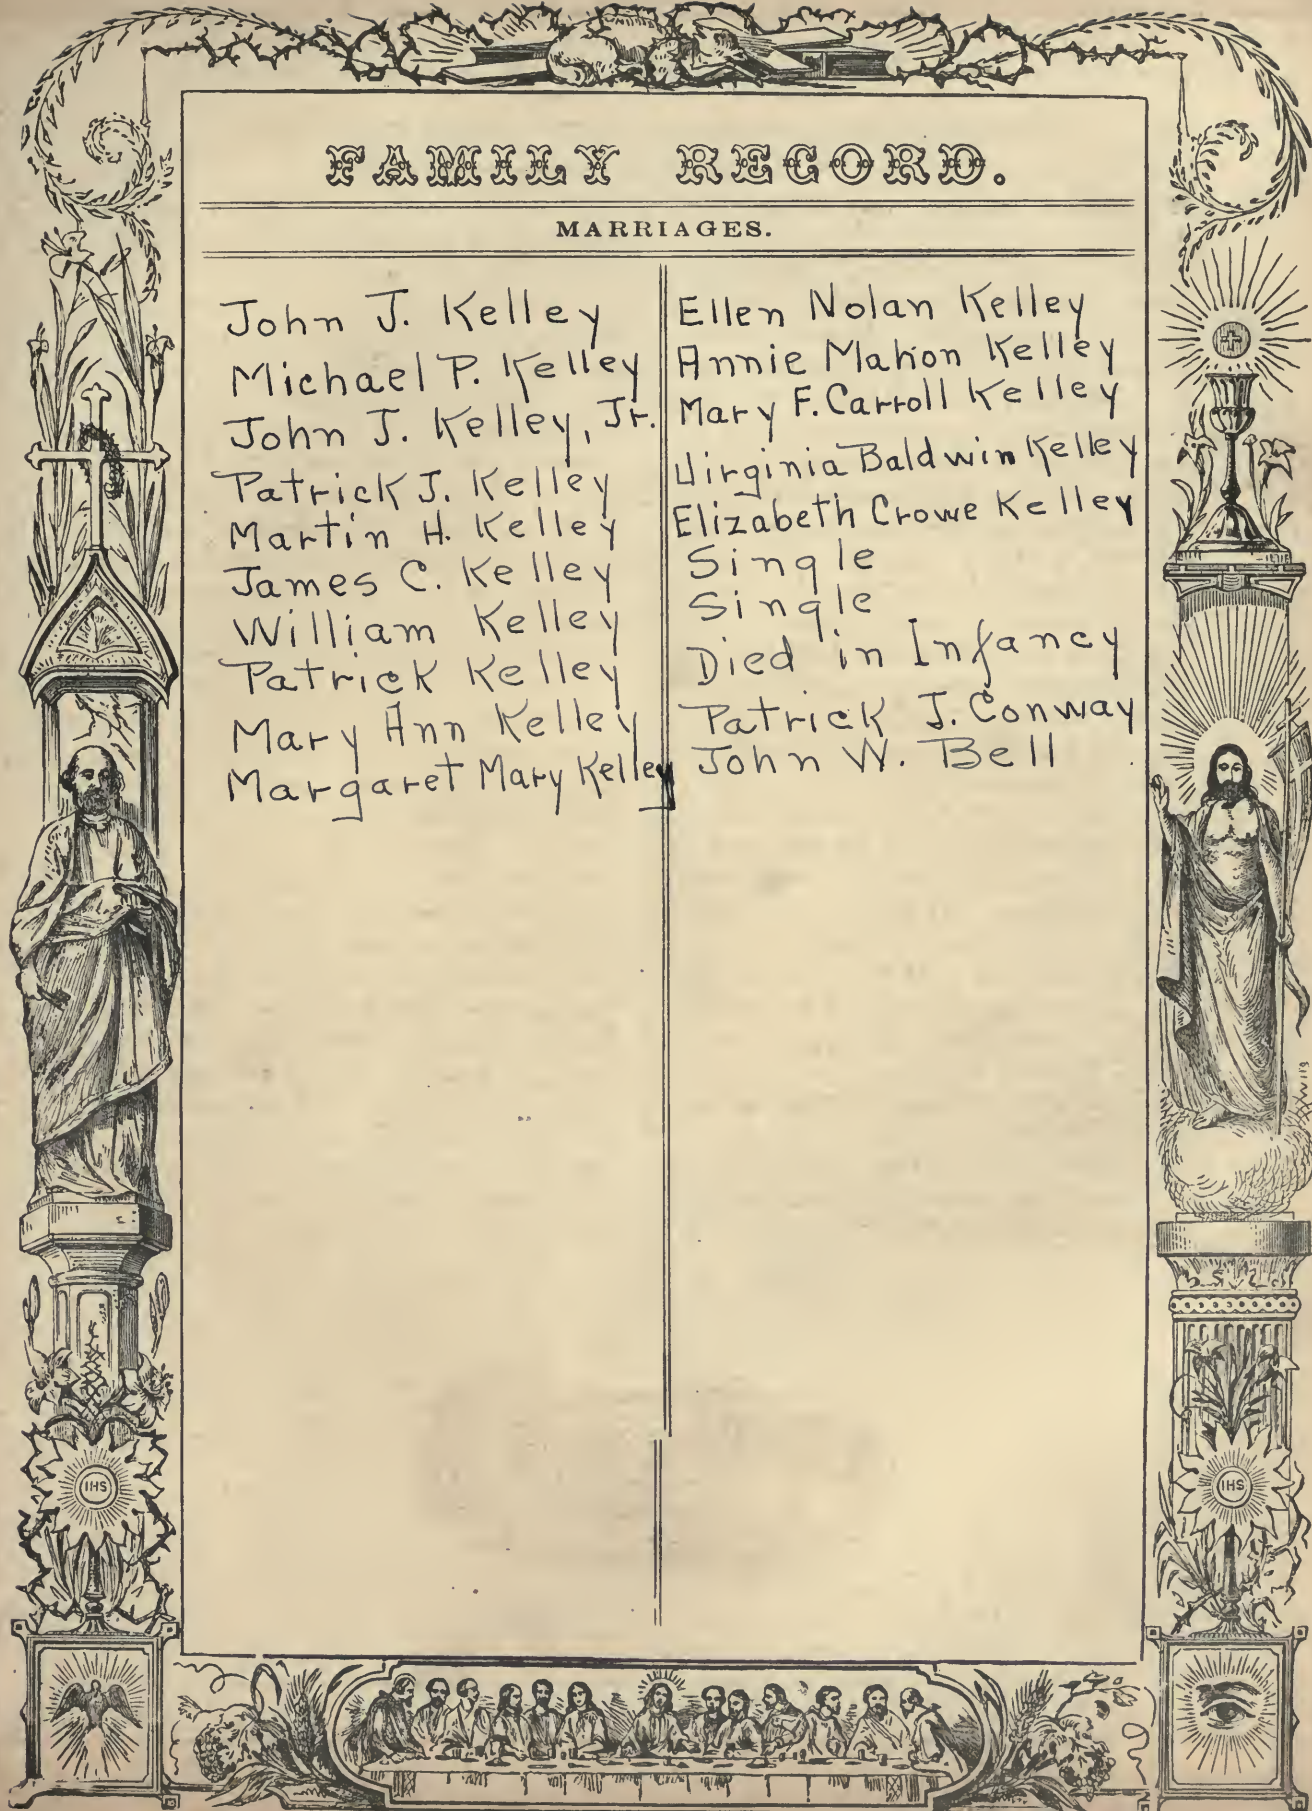 FAMILY RECORD.
MARRIAGES.
John J. Kelley Ellen Nolan Kelley
Michael P. Kelley Annie Mahon Kelley
John J. Kelley, Jr. Mary F. Carroll Kelley
Patrick J. Kelley Virginia Baldwin Kelley
Martin H. Kelley Elizabeth Crowe Kelley
James C. Kelley Single
William Kelley Single
Patrick Kelley Died in Infancy
Mary Ann Kelley Patrick J. Conway
Margaret Mary Kelley John W. Bell
IHS IHS